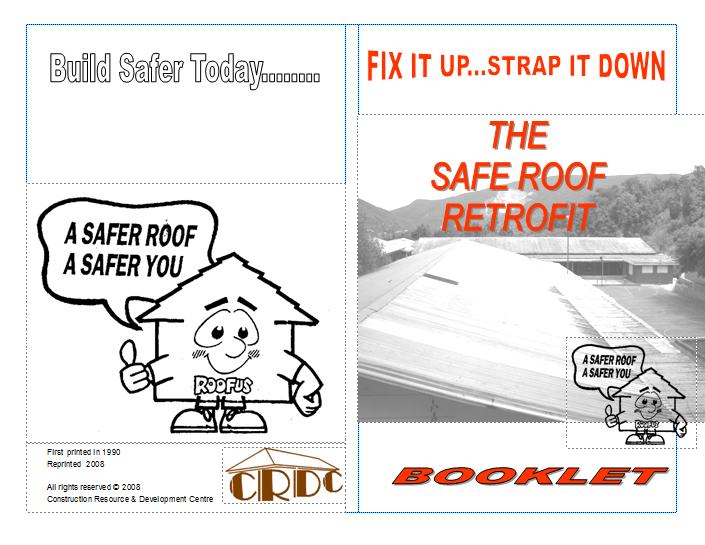 Build Safer Today........
A SAFER ROOF
A SAFER YOU
ROOFUS
First printed in 1990
Reprinted 2008
All rights reserved © 2008
Construction Resource & Development Centre
CRDC
FIX IT UP...STRAP IT DOWN
THE
SAFE ROOF
RETROFIT
A SAFER ROOF
A SAFER YOU
ROOFUS
BOOKLET